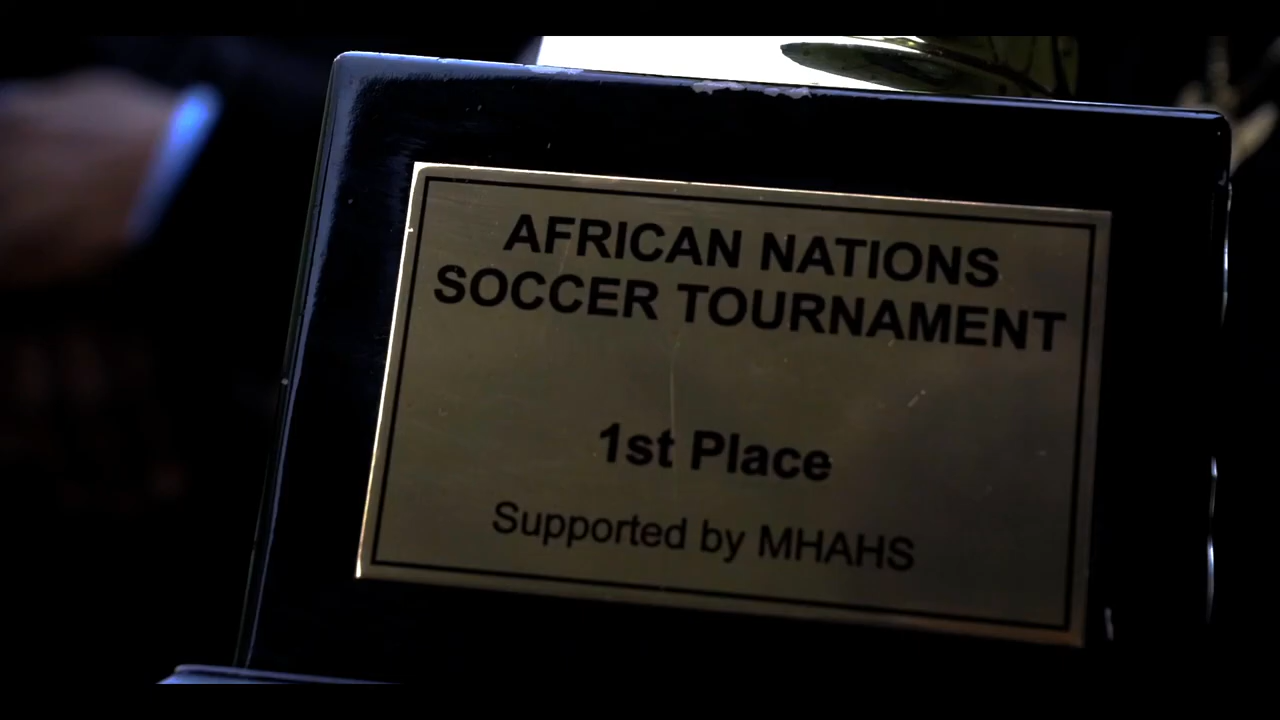 AFRICAN NATIONS
SOCCER TOURNAMENT
1st Place
Supported by MHAHS